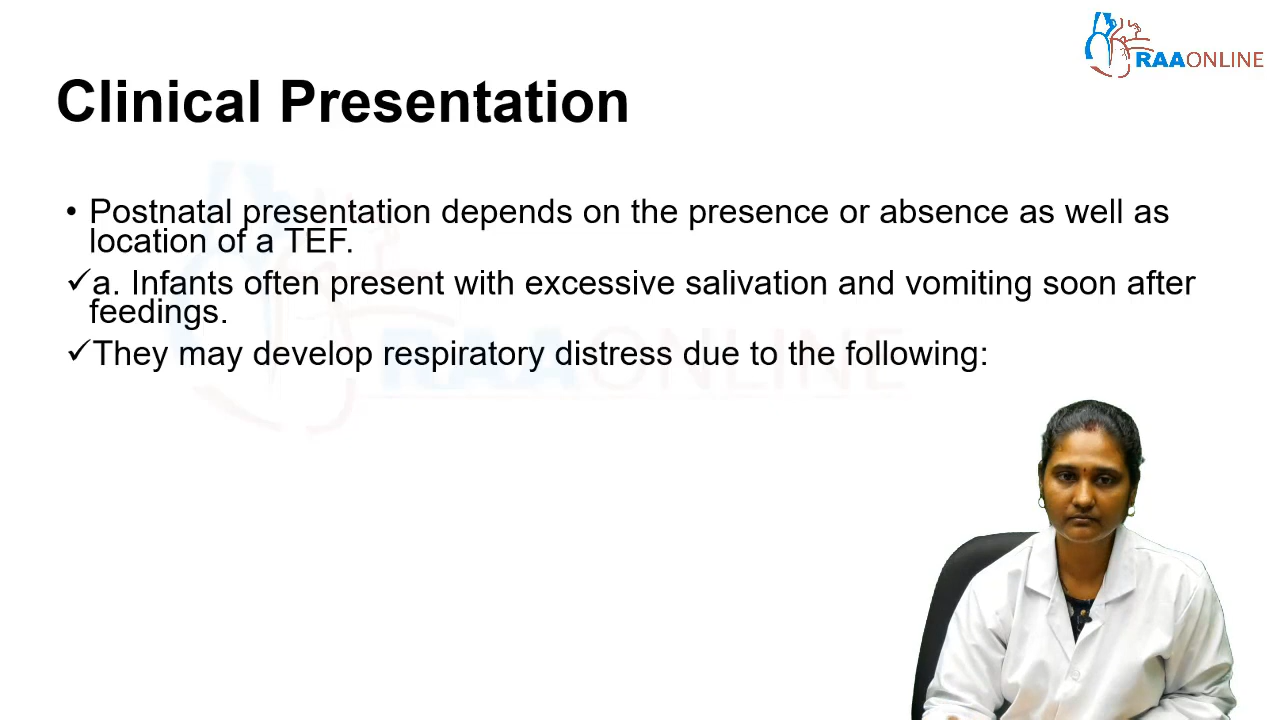 RAAONLINE
Clinical Presentation
• Postnatal presentation depends on the presence or absence as well as
location of a TEF.
✓a. Infants often present with excessive salivation and vomiting soon after
feedings.
✓They may develop respiratory distress due to the following:
RAAONLINE